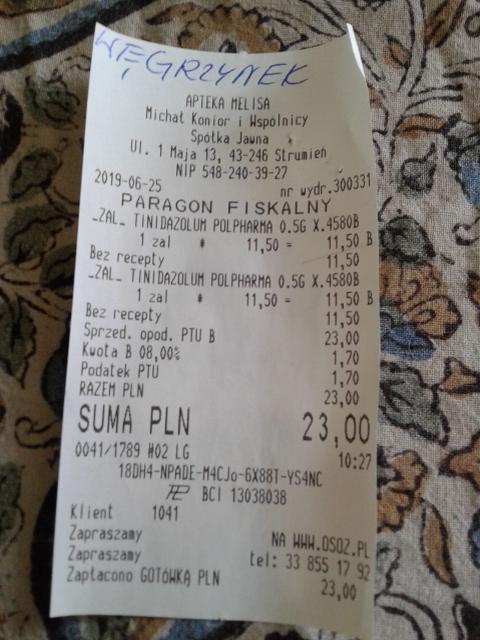 WĘGRZYNEK
APTEKA MELISA
Michał Konior i Wspólnicy
Spółka Jawna
Ul. 1 Maja 13, 43-246 Strumień
NIP 548-240-39-27
2019-06-25 nr wydr.300331
PARAGON FISKALNY
_ZAL_ TINIDAZOLUM POLPHARMA 0.5G X.4580B
1 zal * 11,50 = 11,50 B
Bez recepty 11,50
_ZAL_ TINIDAZOLUM POLPHARMA 0.5G X.4580B
1 zal * 11,50 = 11,50 B
Bez recepty 11,50
Sprzed. opod. PTU B 23,00
Kwota B 08,00% 1,70
Podatek PTU 1,70
RAZEM PLN 23,00
SUMA PLN 23,00
0041/1789 #02 LG 10:27
18DH4-NPADE-M4CJo-6X88T-YS4NC
BCI 13038038
Klient 1041
Zapraszamy NA WWW.OSOZ.PL
Zapraszamy tel: 33 855 17 92
Zapłacono GOTÓWKĄ PLN 23,00